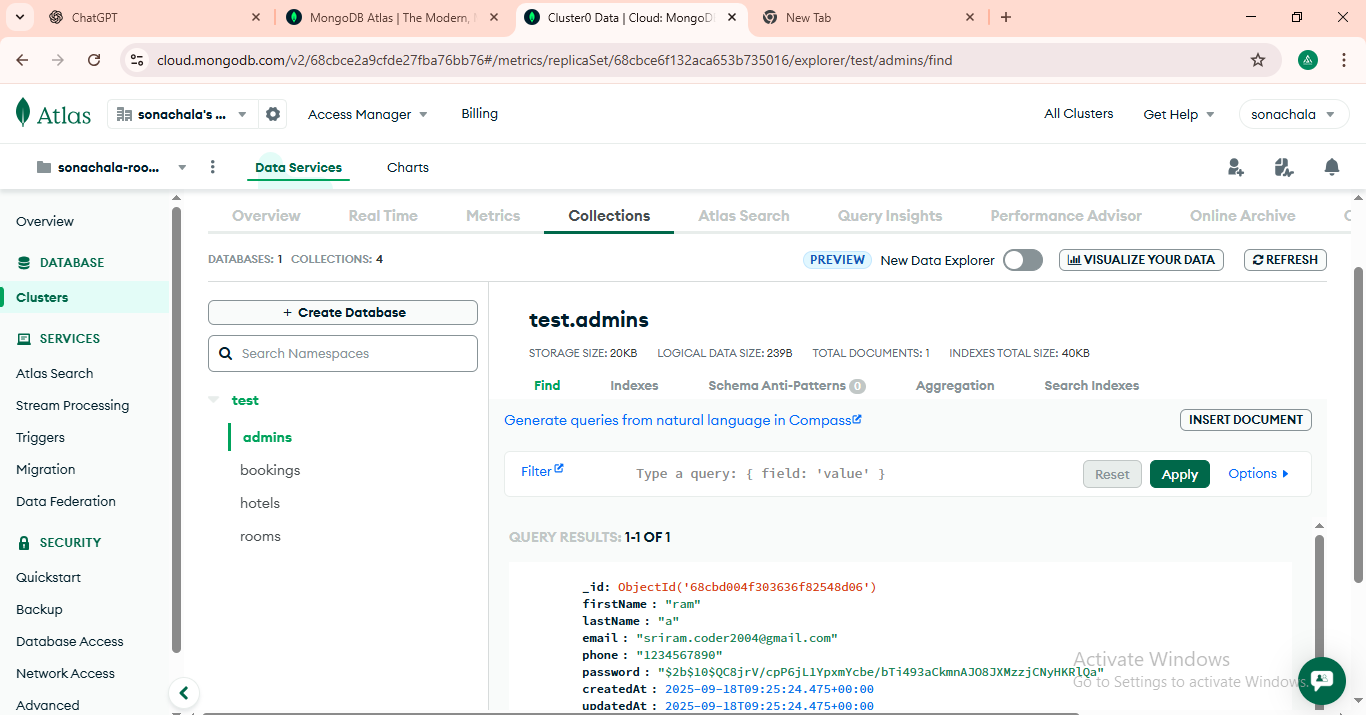 ChatGPT
MongoDB Atlas | The Modern,
Cluster0 Data | Cloud: MongoD
New Tab
cloud.mongodb.com/v2/68cbce2a9cfde27fba76bb76#/metrics/replicaSet/68cbce6f132aca653b735016/explorer/test/admins/find
Atlas
sonachala's ...
Access Manager
Billing
All Clusters
Get Help
sonachala
sonachala-roo...
Data Services
Charts
Overview
DATABASE
Clusters
SERVICES
Atlas Search
Stream Processing
Triggers
Migration
Data Federation
SECURITY
Quickstart
Backup
Database Access
Network Access
Advanced
Overview
Real Time
Metrics
Collections
Atlas Search
Query Insights
Performance Advisor
Online Archive
DATABASES: 1 COLLECTIONS: 4
PREVIEW
New Data Explorer
VISUALIZE YOUR DATA
REFRESH
+ Create Database
Search Namespaces
test
admins
bookings
hotels
rooms
test.admins
STORAGE SIZE: 20KB LOGICAL DATA SIZE: 239B TOTAL DOCUMENTS: 1 INDEXES TOTAL SIZE: 40KB
Find
Indexes
Schema Anti-Patterns 0
Aggregation
Search Indexes
Generate queries from natural language in Compass
INSERT DOCUMENT
Filter
Type a query: { field: 'value' }
Reset
Apply
Options
QUERY RESULTS: 1-1 OF 1
_id: ObjectId('68cbd004f303636f82548d06')
firstName : "ram"
lastName : "a"
email : "sriram.coder2004@gmail.com"
phone : "1234567890"
password : "$2b$10$QC8jrV/cpP6jL1YpxmYcbe/bTi493aCkmnAJO8JXMzzjCNyHKRlQa"
createdAt : 2025-09-18T09:25:24.475+00:00
updatedAt : 2025-09-18T09:25:24.475+00:00
Activate Windows
Go to Settings to activate Windows.